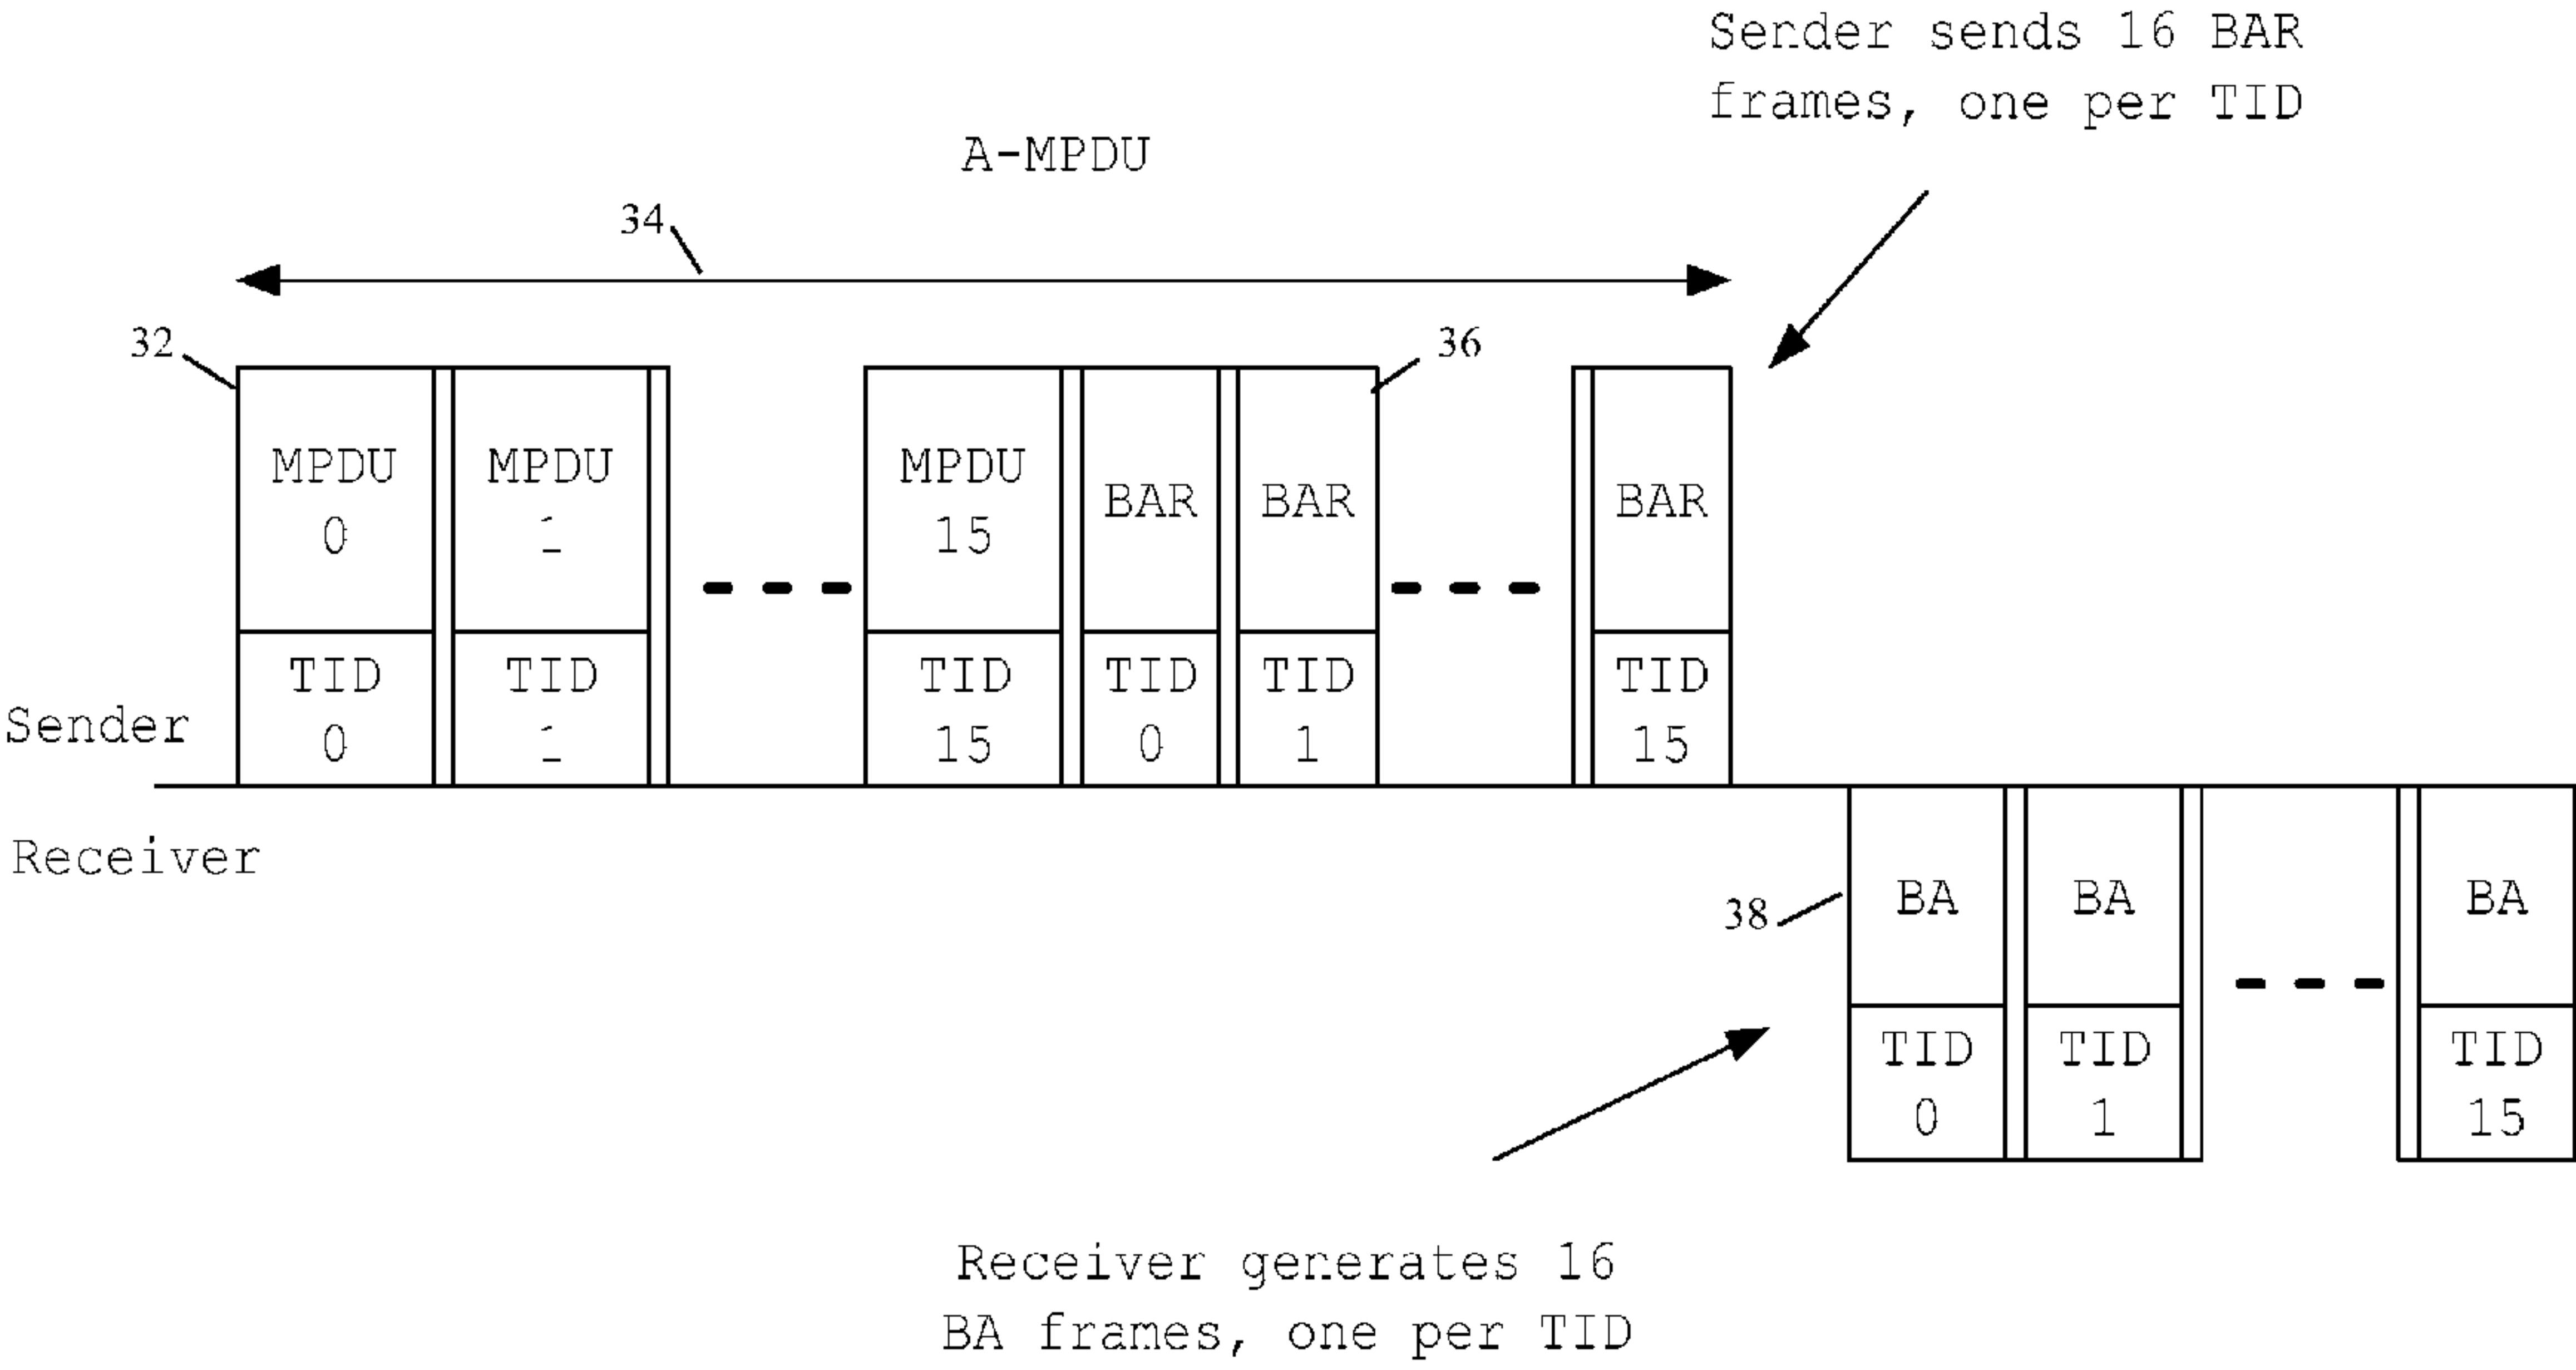 Sender sends 16 BAR
frames, one per TID
A-MPDU
34
32
36
MPDU
0
MPDU
1
MPDU
15
BAR
BAR
BAR
TID
0
TID
1
TID
15
TID
0
TID
1
TID
15
Sender
Receiver
38
BA
BA
BA
TID
0
TID
1
TID
15
Receiver generates 16
BA frames, one per TID